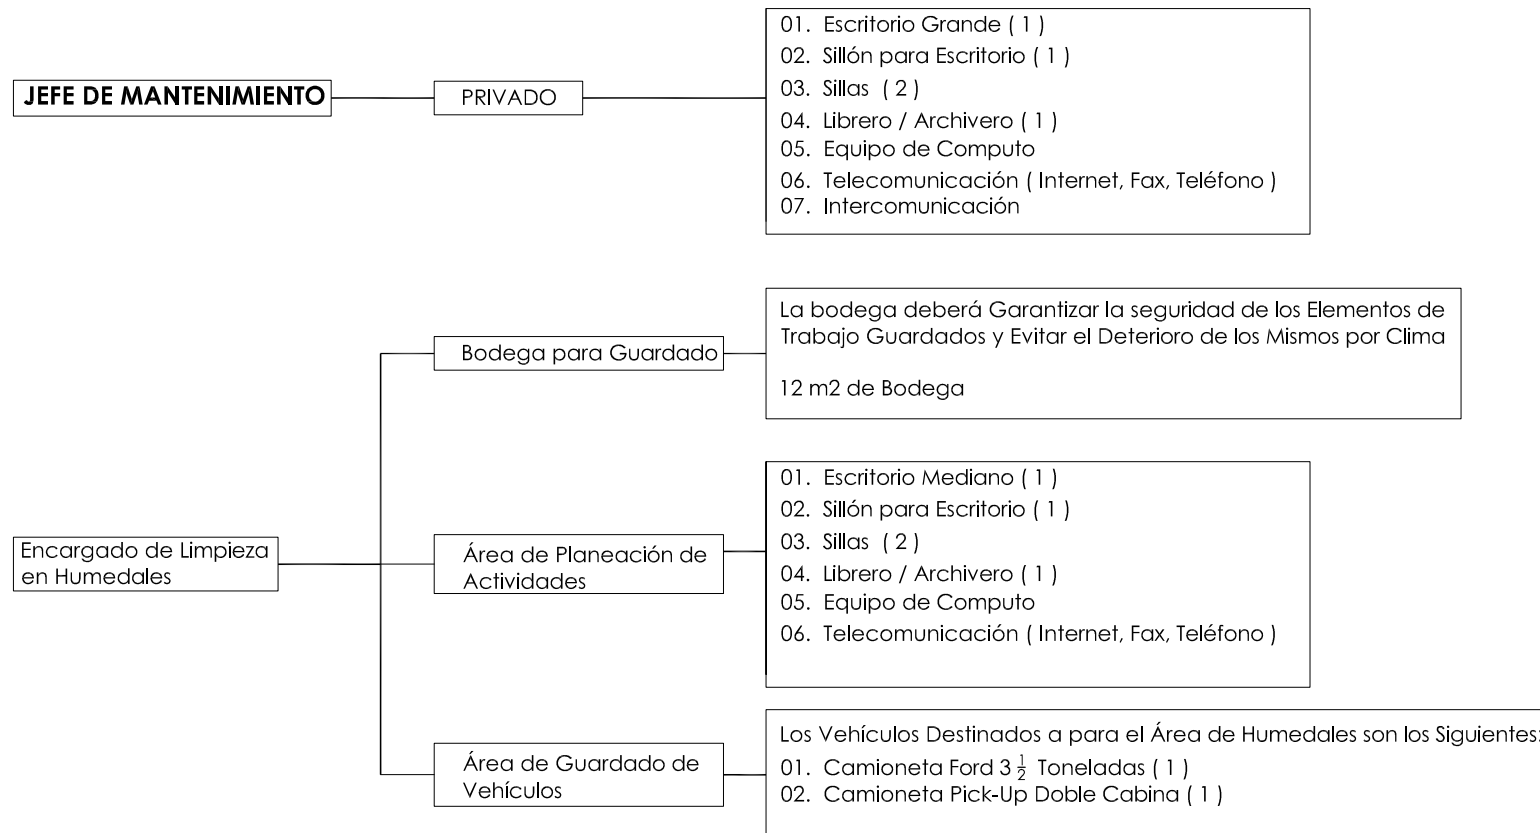 JEFE DE MANTENIMIENTO
PRIVADO
01. Escritorio Grande ( 1 )
02. Sillón para Escritorio ( 1 )
03. Sillas ( 2 )
04. Librero / Archivero ( 1 )
05. Equipo de Computo
06. Telecomunicación ( Internet, Fax, Teléfono )
07. Intercomunicación
Encargado de Limpieza
en Humedales
Bodega para Guardado
La bodega deberá Garantizar la seguridad de los Elementos de
Trabajo Guardados y Evitar el Deterioro de los Mismos por Clima
12 m2 de Bodega
Área de Planeación de
Actividades
01. Escritorio Mediano ( 1 )
02. Sillón para Escritorio ( 1 )
03. Sillas ( 2 )
04. Librero / Archivero ( 1 )
05. Equipo de Computo
06. Telecomunicación ( Internet, Fax, Teléfono )
Área de Guardado de
Vehículos
Los Vehículos Destinados a para el Área de Humedales son los Siguientes:
01. Camioneta Ford 3 ½ Toneladas ( 1 )
02. Camioneta Pick-Up Doble Cabina ( 1 )